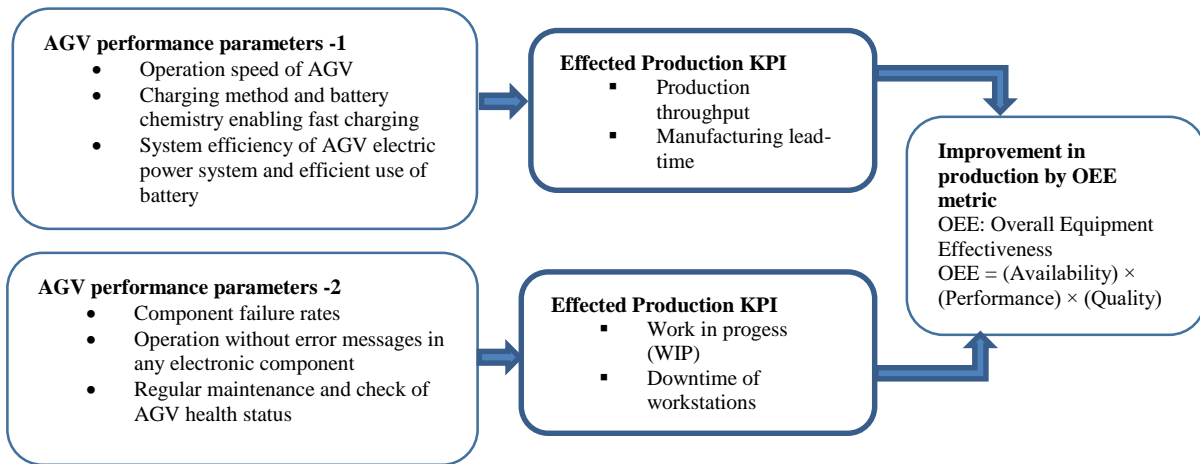 AGV performance parameters -1
• Operation speed of AGV
• Charging method and battery
chemistry enabling fast charging
• System efficiency of AGV electric
power system and efficient use of
battery
Effected Production KPI
▪ Production
throughput
▪ Manufacturing lead-
time
Improvement in
production by OEE
metric
OEE: Overall Equipment
Effectiveness
OEE = (Availability) ×
(Performance) × (Quality)
AGV performance parameters -2
• Component failure rates
• Operation without error messages in
any electronic component
• Regular maintenance and check of
AGV health status
Effected Production KPI
▪ Work in progess
(WIP)
▪ Downtime of
workstations